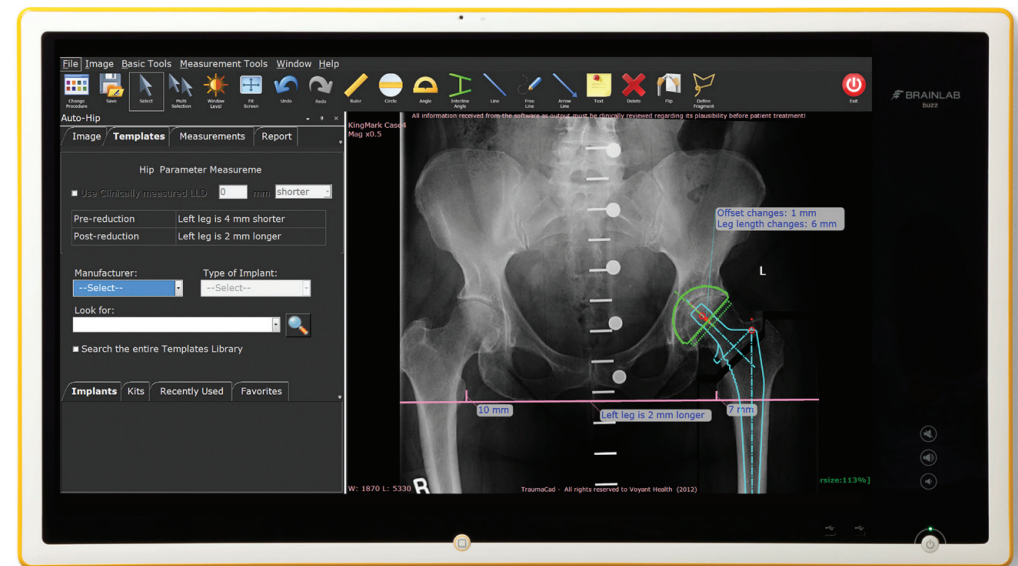 File Image Basic Tools Measurement Tools Window Help
Change Procedure
Save
Select
Multi Selection
Window Level
Fit Screen
Undo
Redo
Ruler
Circle
Angle
Interline Angle
Line
Free Line
Arrow Line
Text
Delete
Flip
Define Fragment
Exit
BRAINLAB
buzz
Auto-Hip
Image Templates Measurements Report
Hip Parameter Measureme
Use Clinically measured LLD 0 mm shorter
Pre-reduction Left leg is 4 mm shorter
Post-reduction Left leg is 2 mm longer
Manufacturer: Type of Implant:
--Select-- --Select--
Look for:
Search the entire Templates Library
Implants Kits Recently Used Favorites
All information received from the software as output must be clinically reviewed regarding its plausibility before patient treatment!
KingMark Case4
Mag x0.5
Offset changes: 1 mm
Leg length changes: 6 mm
L
10 mm
Left leg is 2 mm longer
7 mm
R
W: 1870 L: 5330
TraumaCad - All rights reserved to Voyant Health (2012)
rsize:113%]